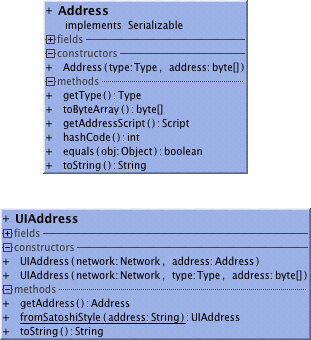 + Address
implements Serializable
fields
constructors
+ Address(type:Type, address:byte[])
methods
+ getType():Type
+ toByteArray():byte[]
+ getAddressScript():Script
+ hashCode():int
+ equals(obj:Object):boolean
+ toString():String
+ UIAddress
fields
constructors
+ UIAddress(network:Network, address:Address)
+ UIAddress(network:Network, type:Type, address:byte[])
methods
+ getAddress():Address
+ fromSatoshiStyle(address:String):UIAddress
+ toString():String